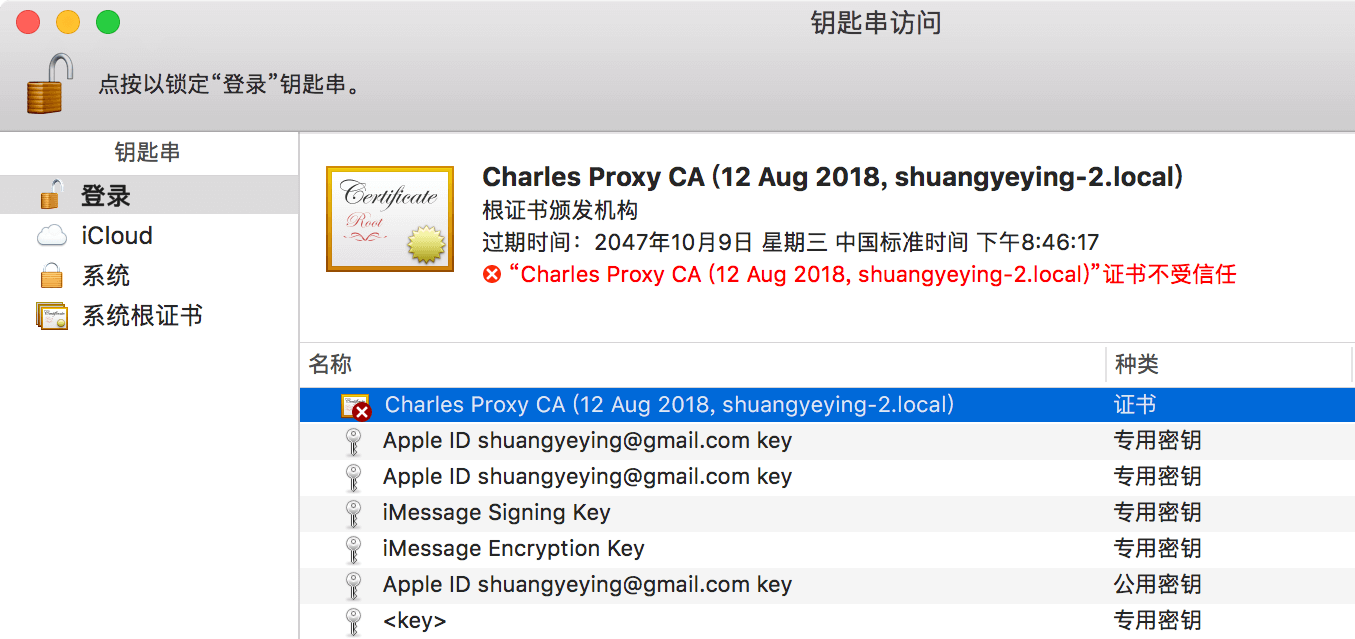 钥匙串访问
点按以锁定“登录”钥匙串。
钥匙串
登录
iCloud
系统
系统根证书
Certificate
Root
Charles Proxy CA (12 Aug 2018, shuangyeying-2.local)
根证书颁发机构
过期时间：2047年10月9日 星期三 中国标准时间 下午8:46:17
“Charles Proxy CA (12 Aug 2018, shuangyeying-2.local)”证书不受信任
名称 种类
Charles Proxy CA (12 Aug 2018, shuangyeying-2.local) 证书
Apple ID shuangyeying@gmail.com key 专用密钥
Apple ID shuangyeying@gmail.com key 专用密钥
iMessage Signing Key 专用密钥
iMessage Encryption Key 专用密钥
Apple ID shuangyeying@gmail.com key 公用密钥
<key> 专用密钥